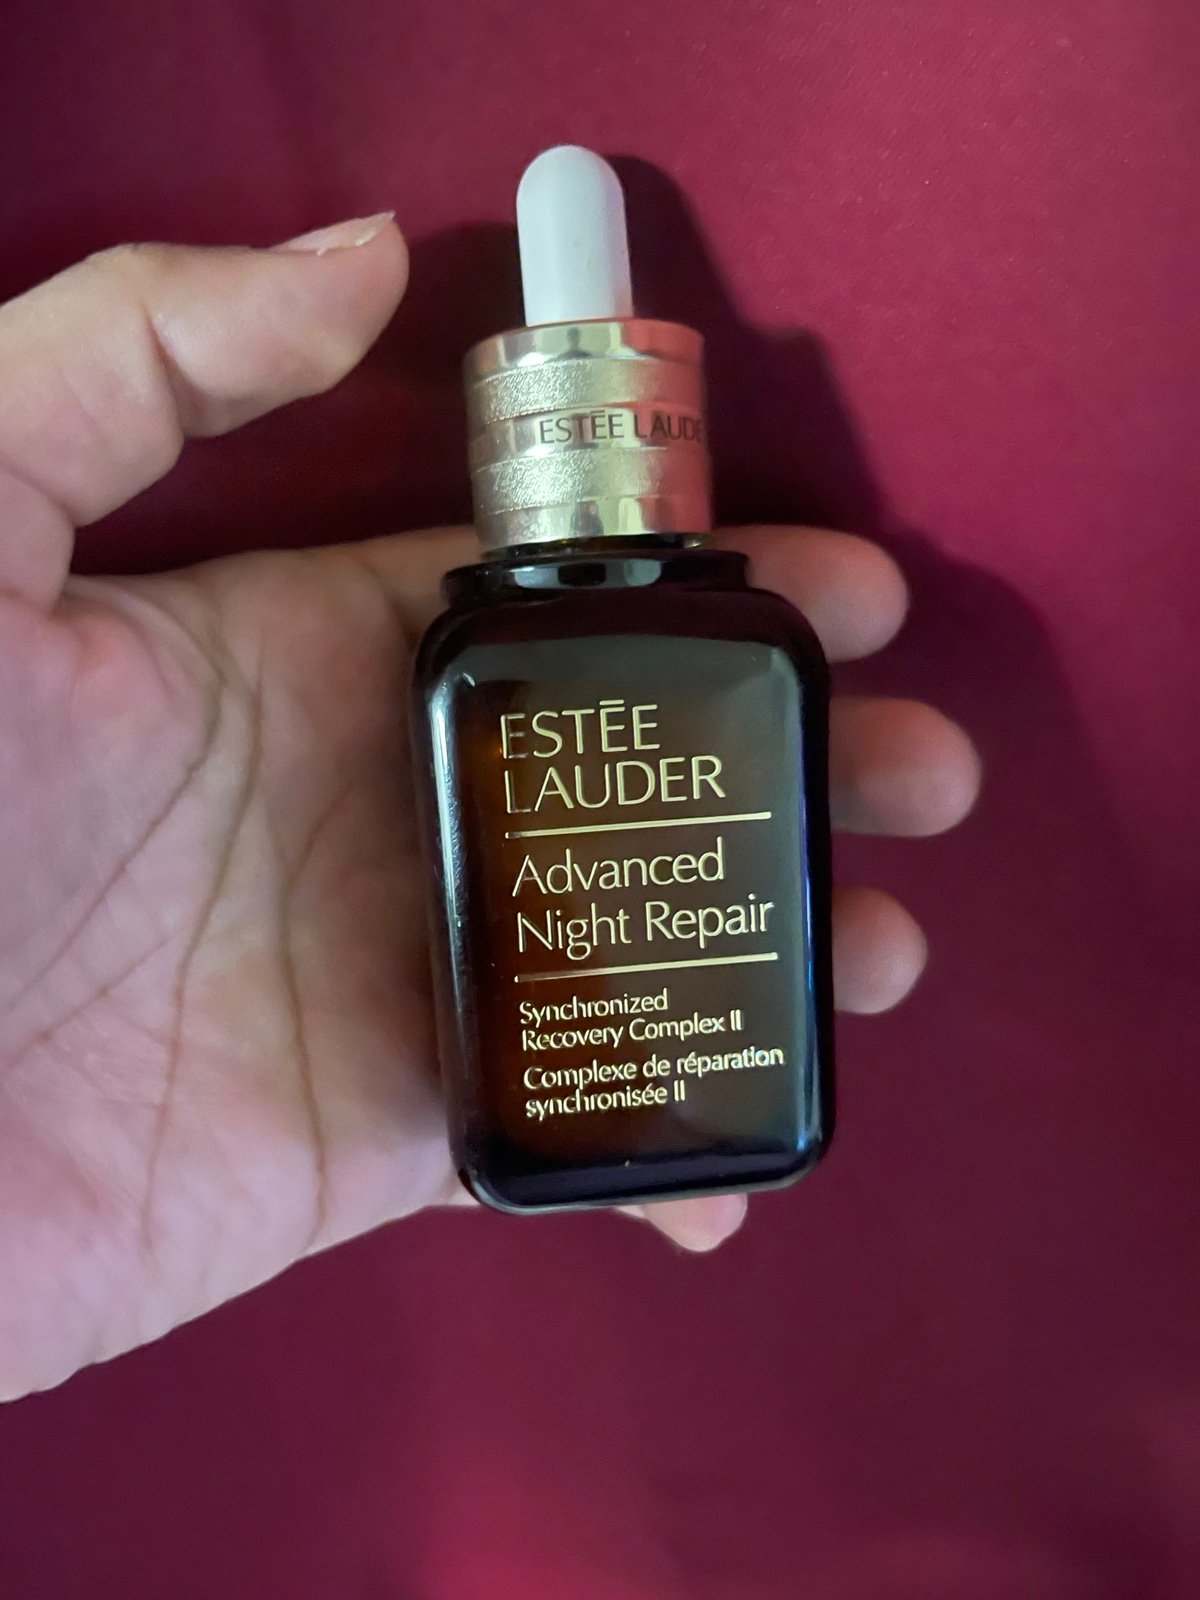 ESTĒE LAUDE
ESTĒE
LAUDER
Advanced
Night Repair
Synchronized
Recovery Complex II
Complexe de réparation
synchronisée II